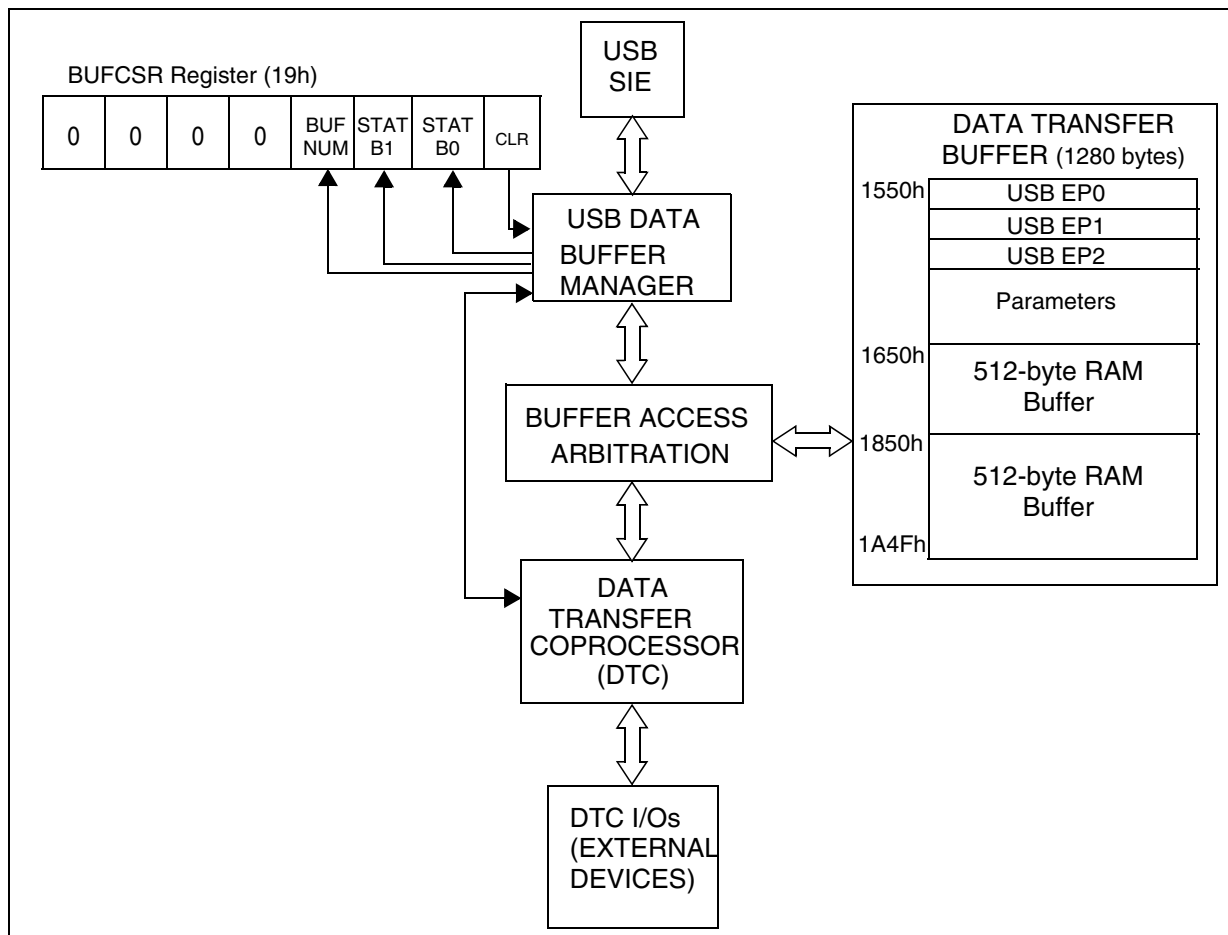 USB
SIE
BUFCSR Register (19h)
0 0 0 0 BUF NUM STAT B1 STAT B0 CLR
USB DATA
BUFFER
MANAGER
BUFFER ACCESS
ARBITRATION
DATA
TRANSFER
COPROCESSOR
(DTC)
DTC I/Os
(EXTERNAL
DEVICES)
DATA TRANSFER
BUFFER (1280 bytes)
1550h
USB EP0
USB EP1
USB EP2
Parameters
1650h
512-byte RAM
Buffer
1850h
512-byte RAM
Buffer
1A4Fh